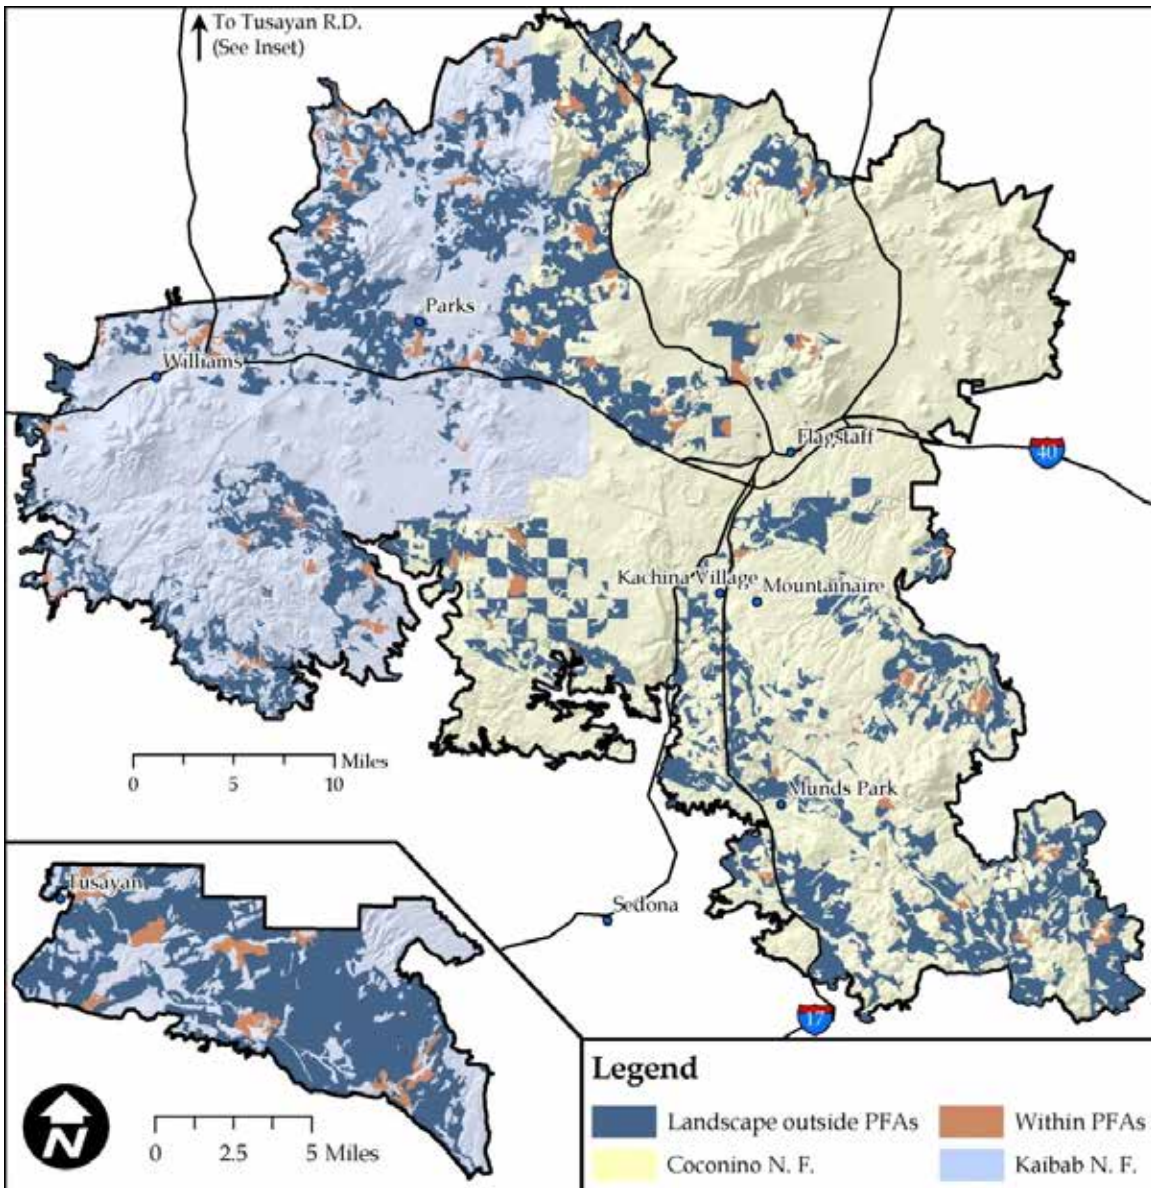 To Tusayan R.D.
(See Inset)
Parks
Williams
Flagstaff
40
Kachina Village
Mountainaire
Miles
0 5 10
Munds Park
Sedona
17
Tusayan
N
0 2.5 5 Miles
Legend
Landscape outside PFAs
Within PFAs
Coconino N. F.
Kaibab N. F.